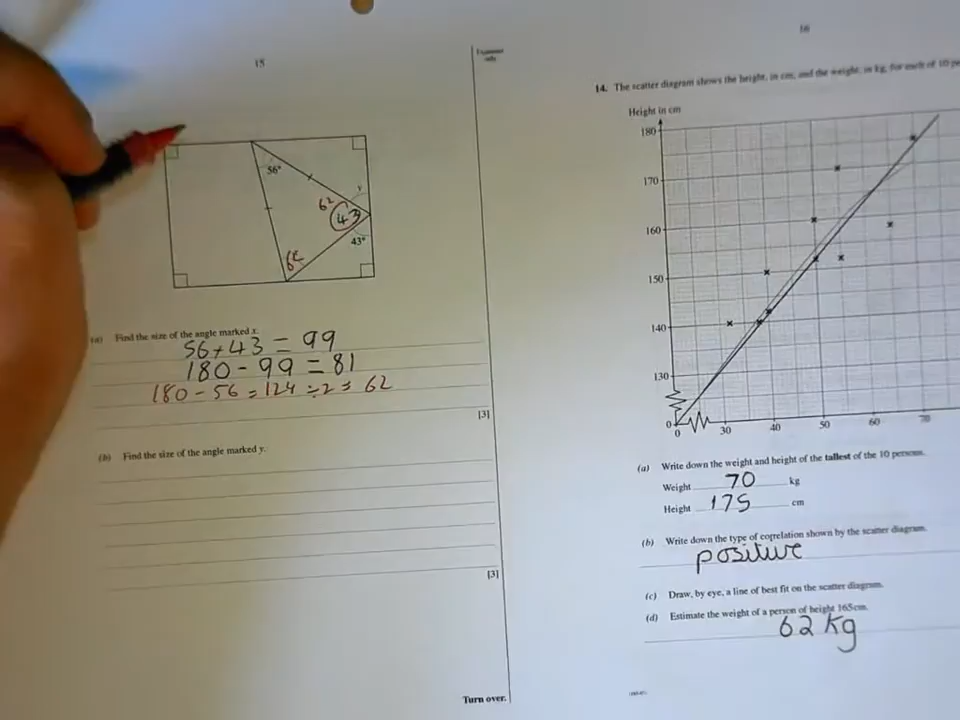 15
Examiner
only
56°
62
y
43
43°
62
(a) Find the size of the angle marked x.
56 + 43 = 99
180 - 99 = 81
180 - 56 = 124 ÷ 2 = 62
[3]
(b) Find the size of the angle marked y.
[3]
Turn over.
16
14. The scatter diagram shows the height, in cm, and the weight, in kg, for each of 10
Height in cm
180
170
160
150
140
130
0
0 30 40 50 60 70
(a) Write down the weight and height of the tallest of the 10 persons.
Weight 70 kg
Height 175 cm
(b) Write down the type of correlation shown by the scatter diagram.
positive
(c) Draw, by eye, a line of best fit on the scatter diagram.
(d) Estimate the weight of a person of height 165cm.
62 kg